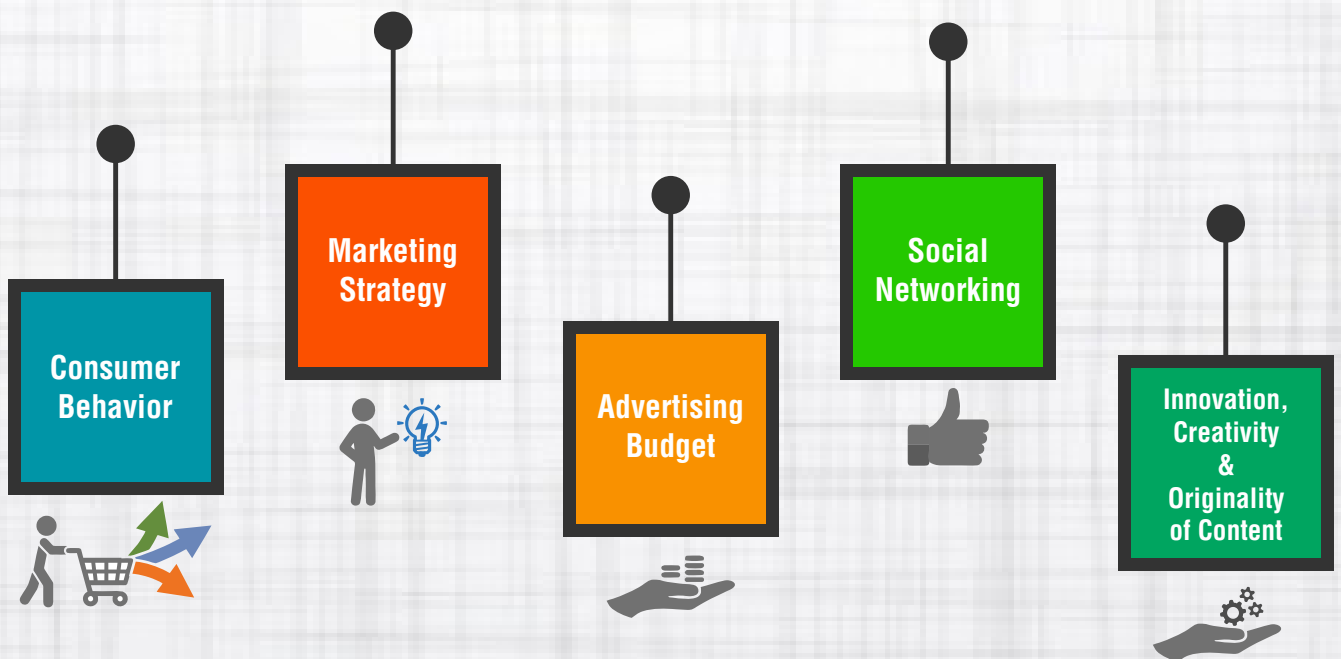 Consumer
Behavior
Marketing
Strategy
Advertising
Budget
Social
Networking
Innovation,
Creativity
&
Originality
of Content